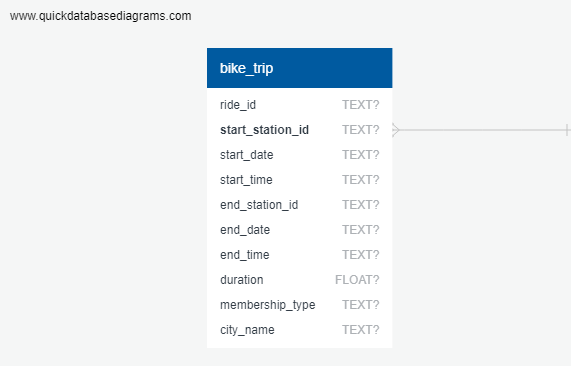 www.quickdatabasediagrams.com
bike_trip
ride_id TEXT?
start_station_id TEXT?
start_date TEXT?
start_time TEXT?
end_station_id TEXT?
end_date TEXT?
end_time TEXT?
duration FLOAT?
membership_type TEXT?
city_name TEXT?